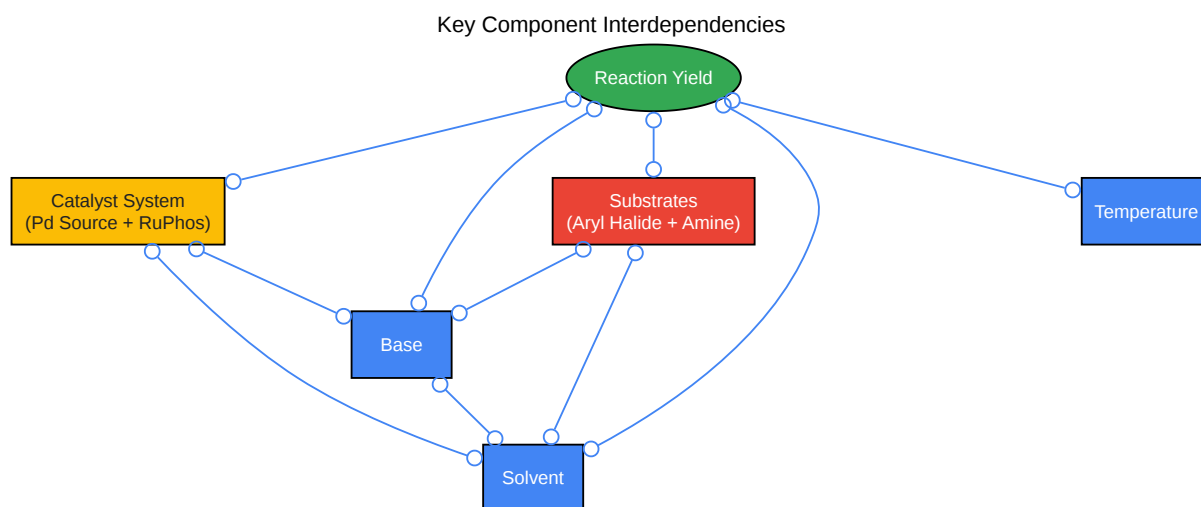 Key Component Interdependencies
Reaction Yield
Catalyst System
(Pd Source + RuPhos)
Substrates
(Aryl Halide + Amine)
Temperature
Base
Solvent